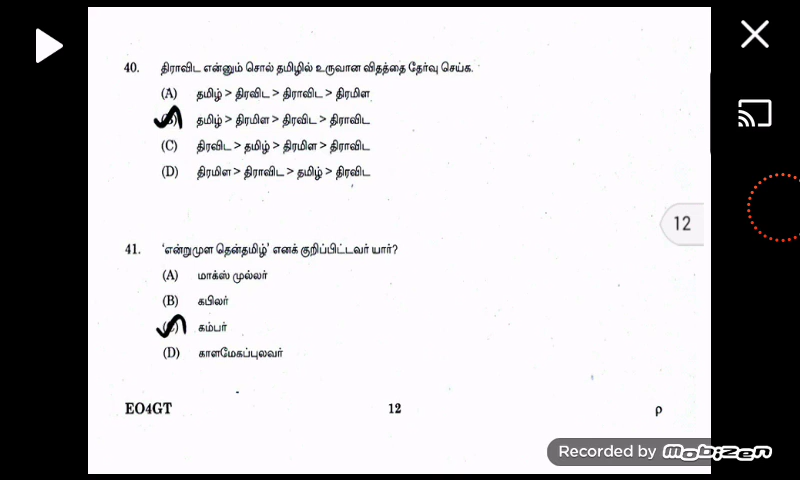 40. திராவிட என்னும் சொல் தமிழில் உருவான விதத்தை தேர்வு செய்க.
(A) தமிழ் > திரவிட > திராவிட > திரமிள
(B) தமிழ் > திரமிள > திரவிட > திராவிட
(C) திரவிட > தமிழ் > திரமிள > திராவிட
(D) திரமிள > திராவிட > தமிழ் > திரவிட
12
41. 'என்றுமுள தென்தமிழ்' எனக் குறிப்பிட்டவர் யார்?
(A) மாக்ஸ் முல்லர்
(B) கபிலர்
(C) கம்பர்
(D) காளமேகப்புலவர்
EO4GT 12 ρ
Recorded by MobiZen